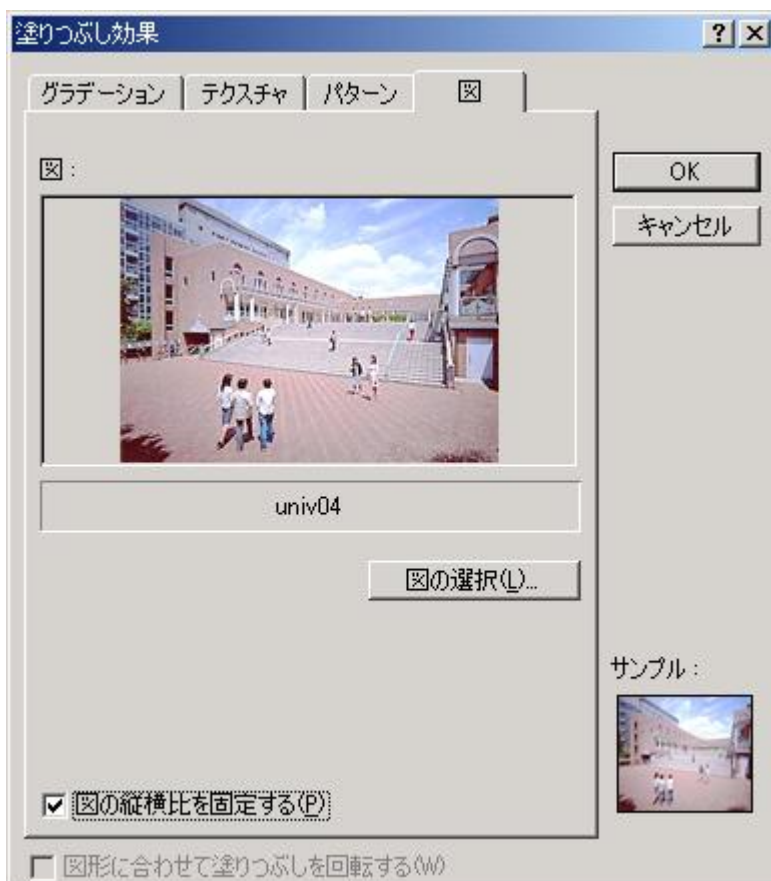 塗りつぶし効果
グラデーション テクスチャ パターン 図
図：
OK
キャンセル
univ04
図の選択(L)...
サンプル：
図の縦横比を固定する(P)
図形に合わせて塗りつぶしを回転する(W)